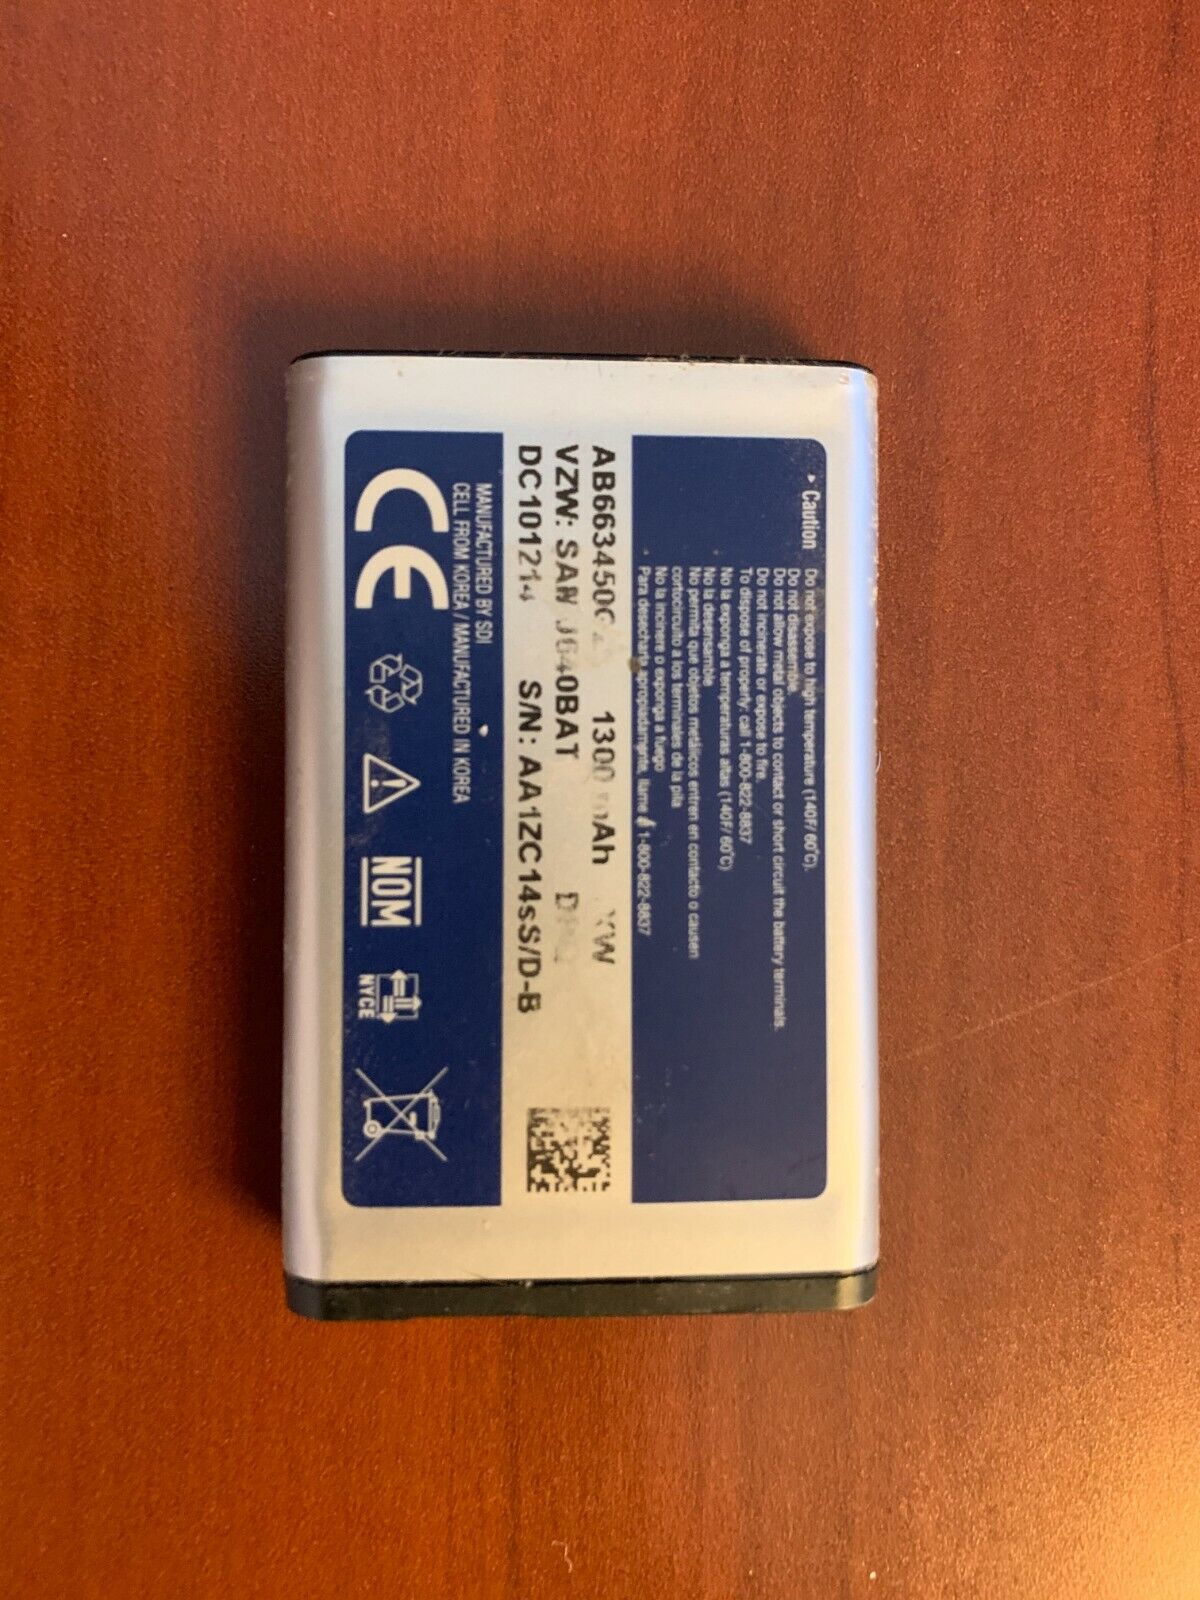 ▸ Caution
Do not expose to high temperature (140F/ 60°C).
Do not disassemble
Do not allow metal objects to contact or short circuit the battery terminals.
Do not incinerate or expose to fire.
To dispose of properly call 1-800-822-8837
No la exponga a temperaturas altas (140F/ 60°C)
No la desensamble
No permita que objetos metálicos entren en contacto o causen
cortocircuito a los terminales de la pila
No la incinere o exponga a fuego
Para desecharla apropiadamente, llame 1-800-822-8837
1300 mAh
VZW: SAN J640BAT
DC101214 S/N: AA1ZC14sS/D-B
MANUFACTURED BY SDI
CELL FROM KOREA / MANUFACTURED IN KOREA
CE
NOM
NYCE